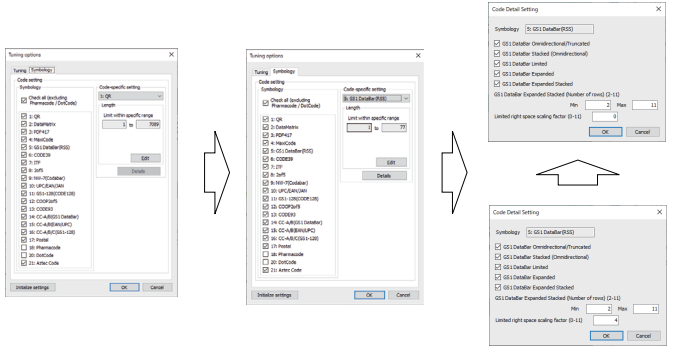 Tuning options
Tuning Symbology
Code setting
Symbology
Check all (excluding
Pharmacode / DotCode)
1: QR
2: DataMatrix
3: PDF417
4: MaxiCode
5: GS1 DataBar(RSS)
6: CODE39
7: ITF
8: 2of5
9: NW-7(Codabar)
10: UPC/EAN/JAN
11: GS1-128(CODE128)
12: COOP2of5
13: CODE93
14: CC-A/B(GS1 DataBar)
15: CC-A/B(EAN/UPC)
16: CC-A/B/C(GS1-128)
17: Postal
18: Pharmacode
20: DotCode
21: Aztec Code
Code-specific setting
1: QR
Length
Limit within specific range
1 to 7089
Edit
Details
Initialize settings OK Cancel
Tuning options
Tuning Symbology
Code setting
Symbology
Check all (excluding
Pharmacode / DotCode)
1: QR
2: DataMatrix
3: PDF417
4: MaxiCode
5: GS1 DataBar(RSS)
6: CODE39
7: ITF
8: 2of5
9: NW-7(Codabar)
10: UPC/EAN/JAN
11: GS1-128(CODE128)
12: COOP2of5
13: CODE93
14: CC-A/B(GS1 DataBar)
15: CC-A/B(EAN/UPC)
16: CC-A/B/C(GS1-128)
17: Postal
18: Pharmacode
20: DotCode
21: Aztec Code
Code-specific setting
5: GS1 DataBar(RSS)
Length
Limit within specific range
1 to 77
Edit
Details
Initialize settings OK Cancel
Code Detail Setting
Symbology 5: GS1 DataBar(RSS)
GS1 DataBar Omnidirectional/Truncated
GS1 DataBar Stacked (Omnidirectional)
GS1 DataBar Limited
GS1 DataBar Expanded
GS1 DataBar Expanded Stacked
GS1 DataBar Expanded Stacked (Number of rows) (2-11)
Min 2 Max 11
Limited right space scaling factor (0-11) 0
OK Cancel
Code Detail Setting
Symbology 5: GS1 DataBar(RSS)
GS1 DataBar Omnidirectional/Truncated
GS1 DataBar Stacked (Omnidirectional)
GS1 DataBar Limited
GS1 DataBar Expanded
GS1 DataBar Expanded Stacked
GS1 DataBar Expanded Stacked (Number of rows) (2-11)
Min 2 Max 11
Limited right space scaling factor (0-11) 4
OK Cancel